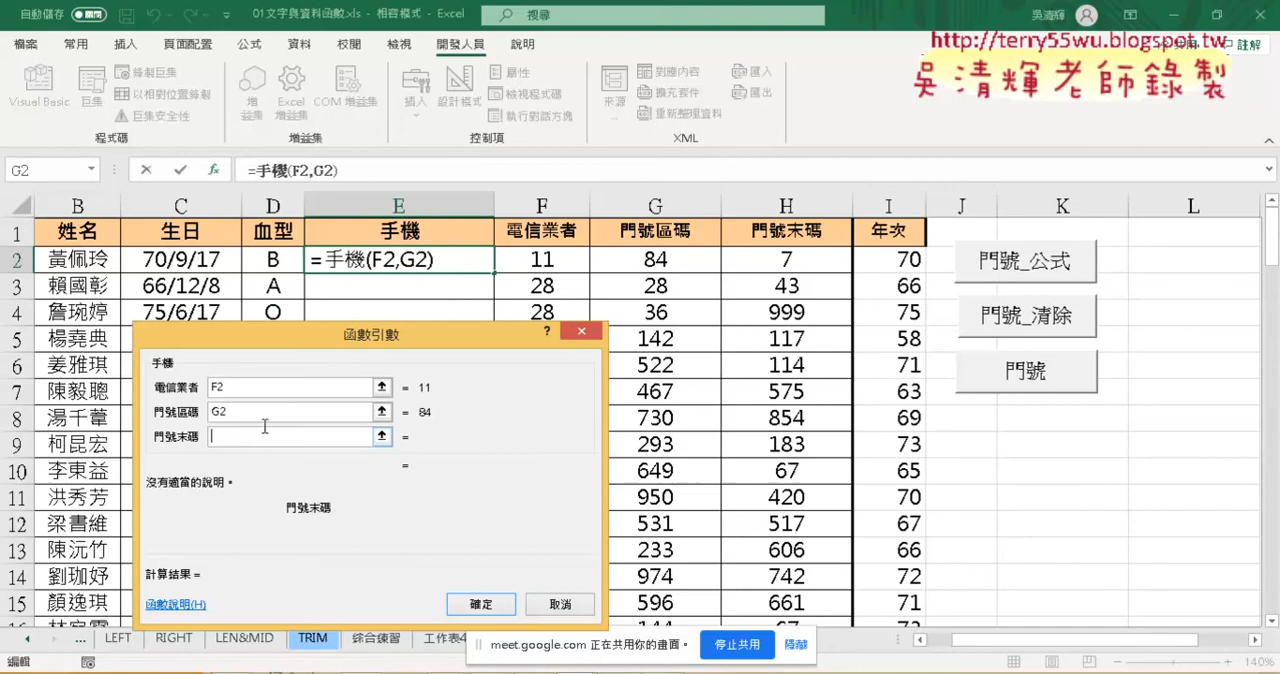 自動儲存 01文字與資料函數.xls - 相容模式 - Excel 搜尋 吳清輝
檔案 常用 插入 頁面配置 公式 資料 校閱 檢視 開發人員 說明 註解
http://terry55wu.blogspot.tw
吳清輝老師錄製
Visual Basic 巨集 錄製巨集 以相對位置錄製 巨集安全性 程式碼
增益集 Excel 增益集 COM 增益集 增益集
插入 設計模式 屬性 檢視程式碼 執行對話方塊 控制項
來源 對應內容 擴充套件 重新整理資料 匯入 匯出 XML
G2 fx =手機(F2,G2)
B C D E F G H I J K L
1 姓名 生日 血型 手機 電信業者 門號區碼 門號末碼 年次
2 黃佩玲 70/9/17 B =手機(F2,G2) 11 84 7 70 門號_公式
3 賴國彰 66/12/8 A 28 28 43 66
4 詹琬婷 75/6/17 O 28 36 999 75 門號_清除
5 楊堯典 142 117 58
6 姜雅琪 522 114 71 門號
7 陳毅聰 467 575 63
8 湯千葦 730 854 69
9 柯昆宏 293 183 73
10 李東益 649 67 65
11 洪秀芳 950 420 70
12 梁書維 531 517 67
13 陳沅竹 233 606 66
14 劉珈妤 974 742 72
15 顏逸琪 596 661 71
函數引數 ?
手機
電信業者 F2 = 11
門號區碼 G2 = 84
門號末碼 =
=
沒有適當的說明。
門號末碼
計算結果 =
函數說明(H) 確定 取消
... LEFT RIGHT LEN&MID TRIM 綜合練習 工作表4
meet.google.com 正在共用你的畫面。 停止共用 隱藏
編輯 140%